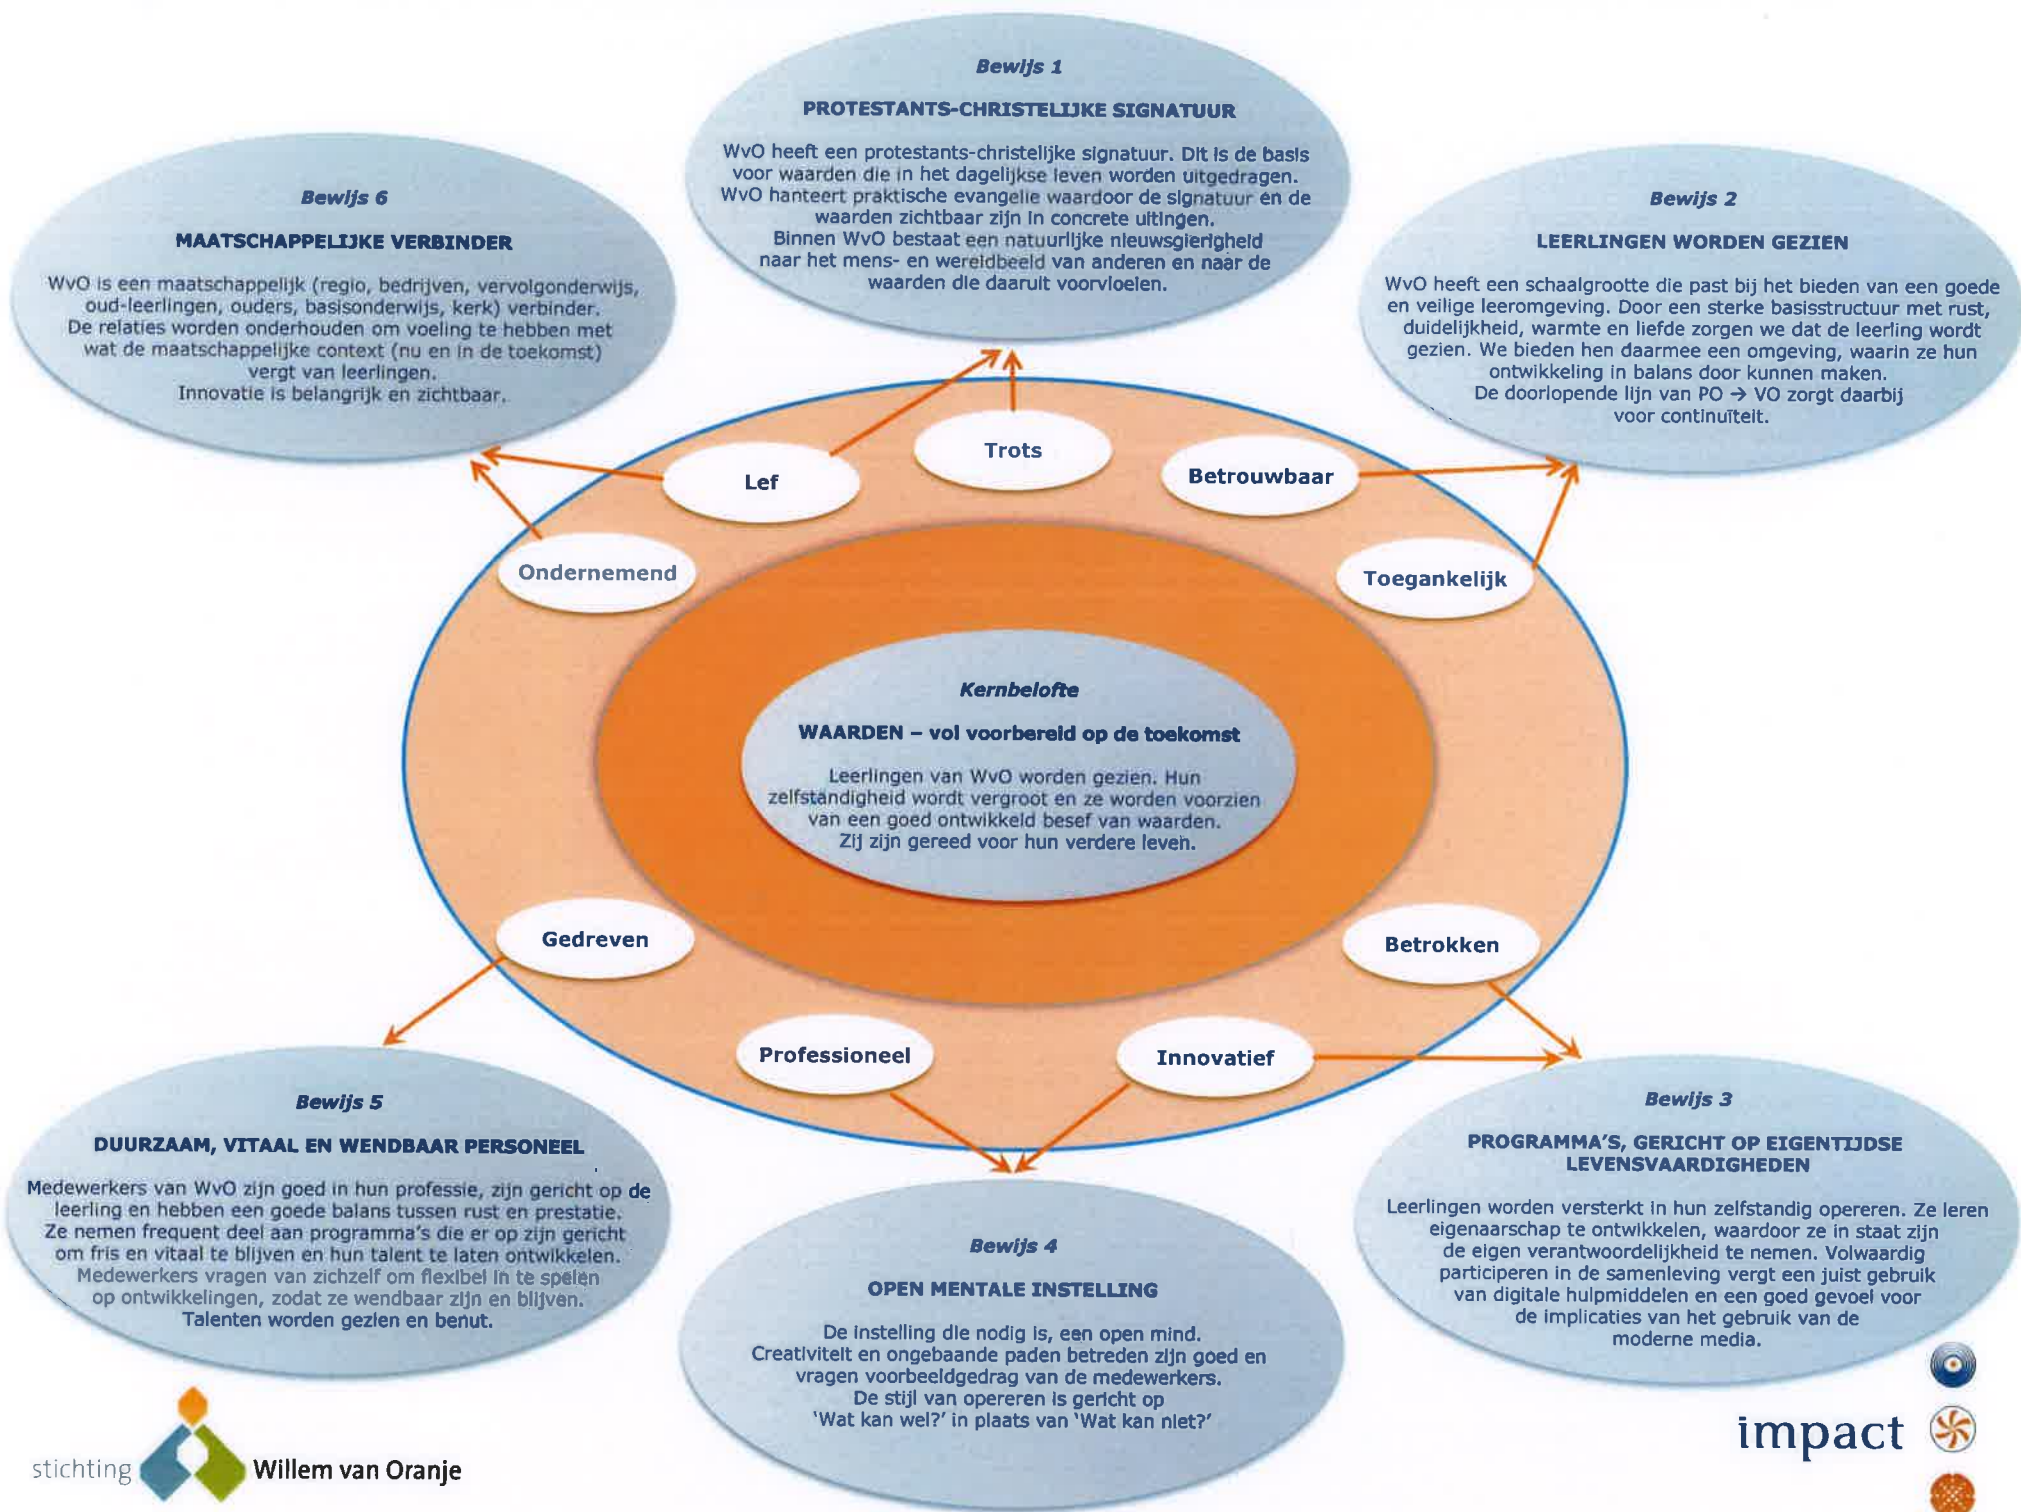 Bewijs 1
PROTESTANTS-CHRISTELIJKE SIGNATUUR
WvO heeft een protestants-christelijke signatuur. Dit is de basis
voor waarden die in het dagelijkse leven worden uitgedragen.
WvO hanteert praktische evangelie waardoor de signatuur én de
waarden zichtbaar zijn in concrete uitingen.
Binnen WvO bestaat een natuurlijke nieuwsgierigheid
naar het mens- en wereldbeeld van anderen en naar de
waarden die daaruit voorvloeien.
Bewijs 6
MAATSCHAPPELIJKE VERBINDER
WvO is een maatschappelijk (regio, bedrijven, vervolgonderwijs,
oud-leerlingen, ouders, basisonderwijs, kerk) verbinder.
De relaties worden onderhouden om voeling te hebben met
wat de maatschappelijke context (nu en in de toekomst)
vergt van leerlingen.
Innovatie is belangrijk en zichtbaar.
Bewijs 2
LEERLINGEN WORDEN GEZIEN
WvO heeft een schaalgrootte die past bij het bieden van een goede
en veilige leeromgeving. Door een sterke basisstructuur met rust,
duidelijkheid, warmte en liefde zorgen we dat de leerling wordt
gezien. We bieden hen daarmee een omgeving, waarin ze hun
ontwikkeling in balans door kunnen maken.
De doorlopende lijn van PO → VO zorgt daarbij
voor continuïteit.
Lef
Trots
Betrouwbaar
Ondernemend
Toegankelijk
Kernbelofte
WAARDEN – vol voorbereid op de toekomst
Leerlingen van WvO worden gezien. Hun
zelfstandigheid wordt vergroot en ze worden voorzien
van een goed ontwikkeld besef van waarden.
Zij zijn gereed voor hun verdere leven.
Gedreven
Betrokken
Professioneel
Innovatief
Bewijs 5
DUURZAAM, VITAAL EN WENDBAAR PERSONEEL
Medewerkers van WvO zijn goed in hun professie, zijn gericht op de
leerling en hebben een goede balans tussen rust en prestatie.
Ze nemen frequent deel aan programma's die er op zijn gericht
om fris en vitaal te blijven en hun talent te laten ontwikkelen.
Medewerkers vragen van zichzelf om flexibel in te spelen
op ontwikkelingen, zodat ze wendbaar zijn en blijven.
Talenten worden gezien en benut.
Bewijs 4
OPEN MENTALE INSTELLING
De instelling die nodig is, een open mind.
Creativiteit en ongebaande paden betreden zijn goed en
vragen voorbeeldgedrag van de medewerkers.
De stijl van opereren is gericht op
'Wat kan wel?' in plaats van 'Wat kan niet?'
Bewijs 3
PROGRAMMA'S, GERICHT OP EIGENTIJDSE
LEVENSVAARDIGHEDEN
Leerlingen worden versterkt in hun zelfstandig opereren. Ze leren
eigenaarschap te ontwikkelen, waardoor ze in staat zijn
de eigen verantwoordelijkheid te nemen. Volwaardig
participeren in de samenleving vergt een juist gebruik
van digitale hulpmiddelen en een goed gevoel voor
de implicaties van het gebruik van de
moderne media.
stichting Willem van Oranje
impact